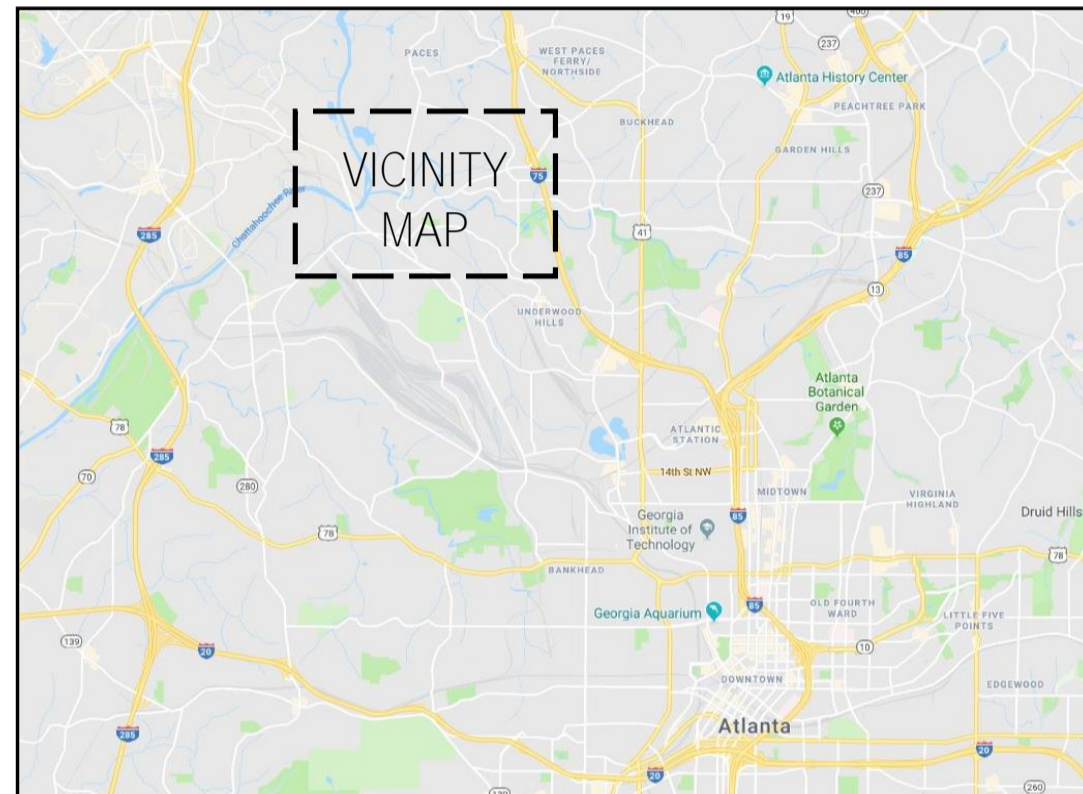 19
400
237
PACES
WEST PACES
FERRY/
NORTHSIDE
Atlanta History Center
PEACHTREE PARK
BUCKHEAD
GARDEN HILLS
VICINITY
MAP
75
237
Chattahoochee River
285
41
85
13
UNDERWOOD
HILLS
Atlanta
Botanical
Garden
78
ATLANTIC
STATION
285
70
14th St NW
280
MIDTOWN
VIRGINIA
HIGHLAND
85
Georgia
Institute of
Technology
Druid Hills
78
78
BANKHEAD
85
OLD FOURTH
WARD
Georgia Aquarium
LITTLE FIVE
POINTS
139
20
10
DOWNTOWN
EDGEWOOD
285
Atlanta
20
20
139
260